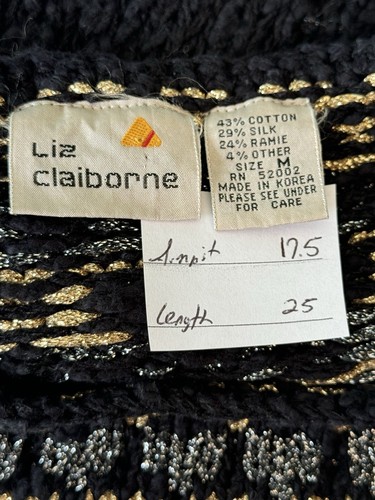 Liz
claiborne
43% COTTON
29% SILK
24% RAMIE
4% OTHER
SIZE M
RN 52002
MADE IN KOREA
PLEASE SEE UNDER
FOR CARE
17.5
Length 25